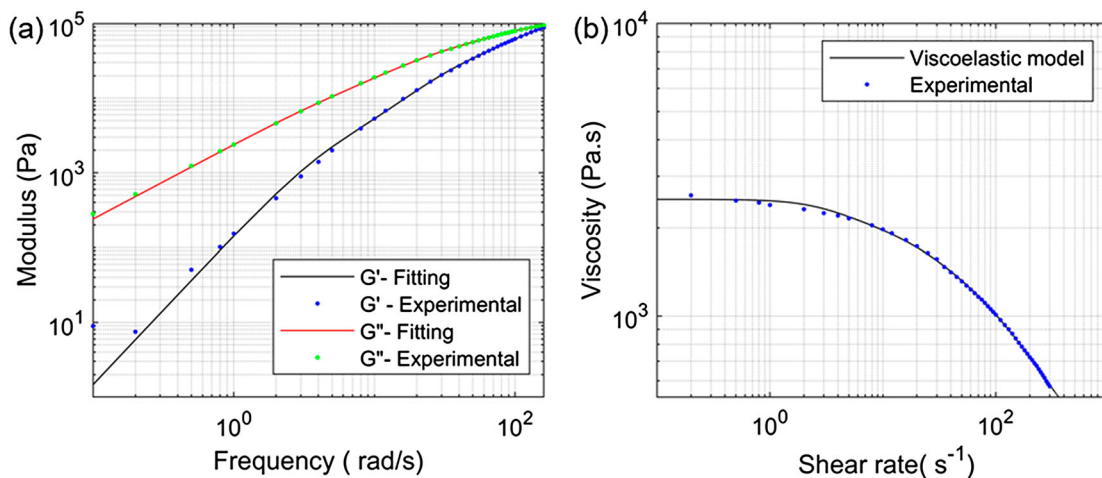 (a)
10^5
10^3
10^1
Modulus (Pa)
G'- Fitting
G' - Experimental
G"- Fitting
G"- Experimental
10^0
10^2
Frequency ( rad/s)
(b)
10^4
10^3
Viscosity (Pa.s)
Viscoelastic model
Experimental
10^0
10^2
Shear rate( s^-1)